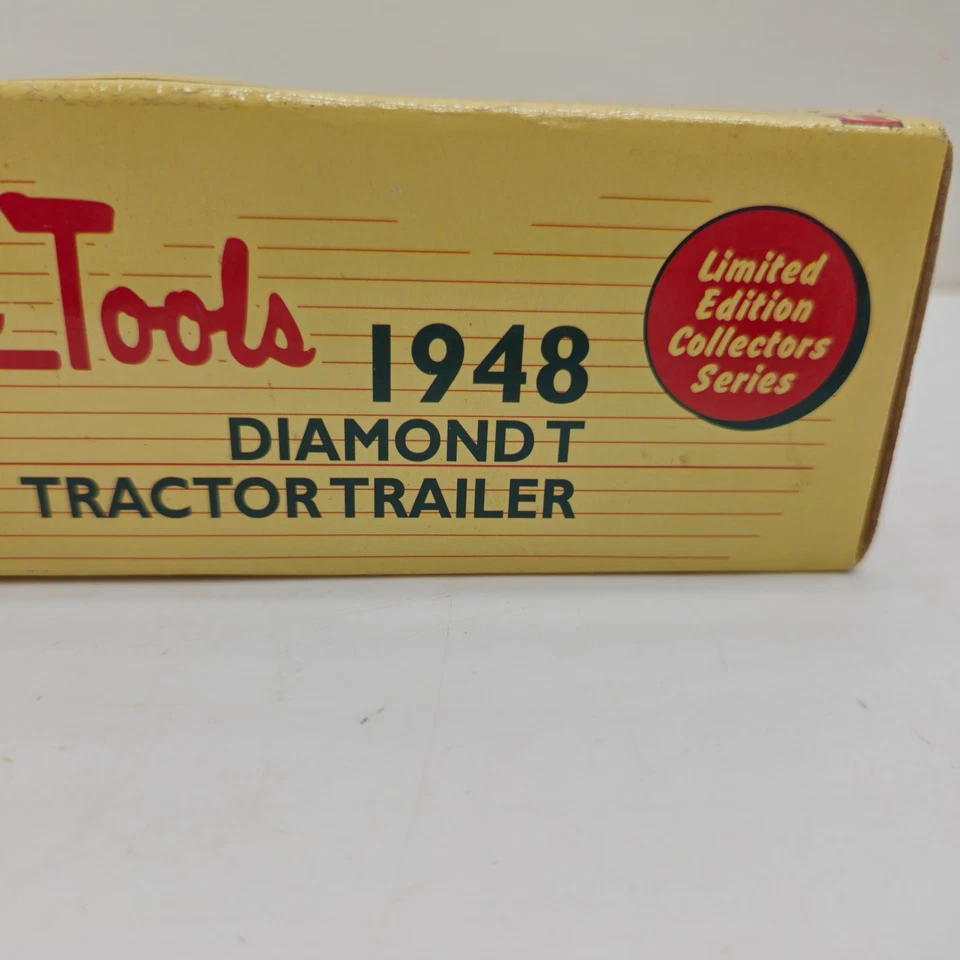 Tools
1948
DIAMOND T
TRACTOR TRAILER
Limited
Edition
Collectors
Series